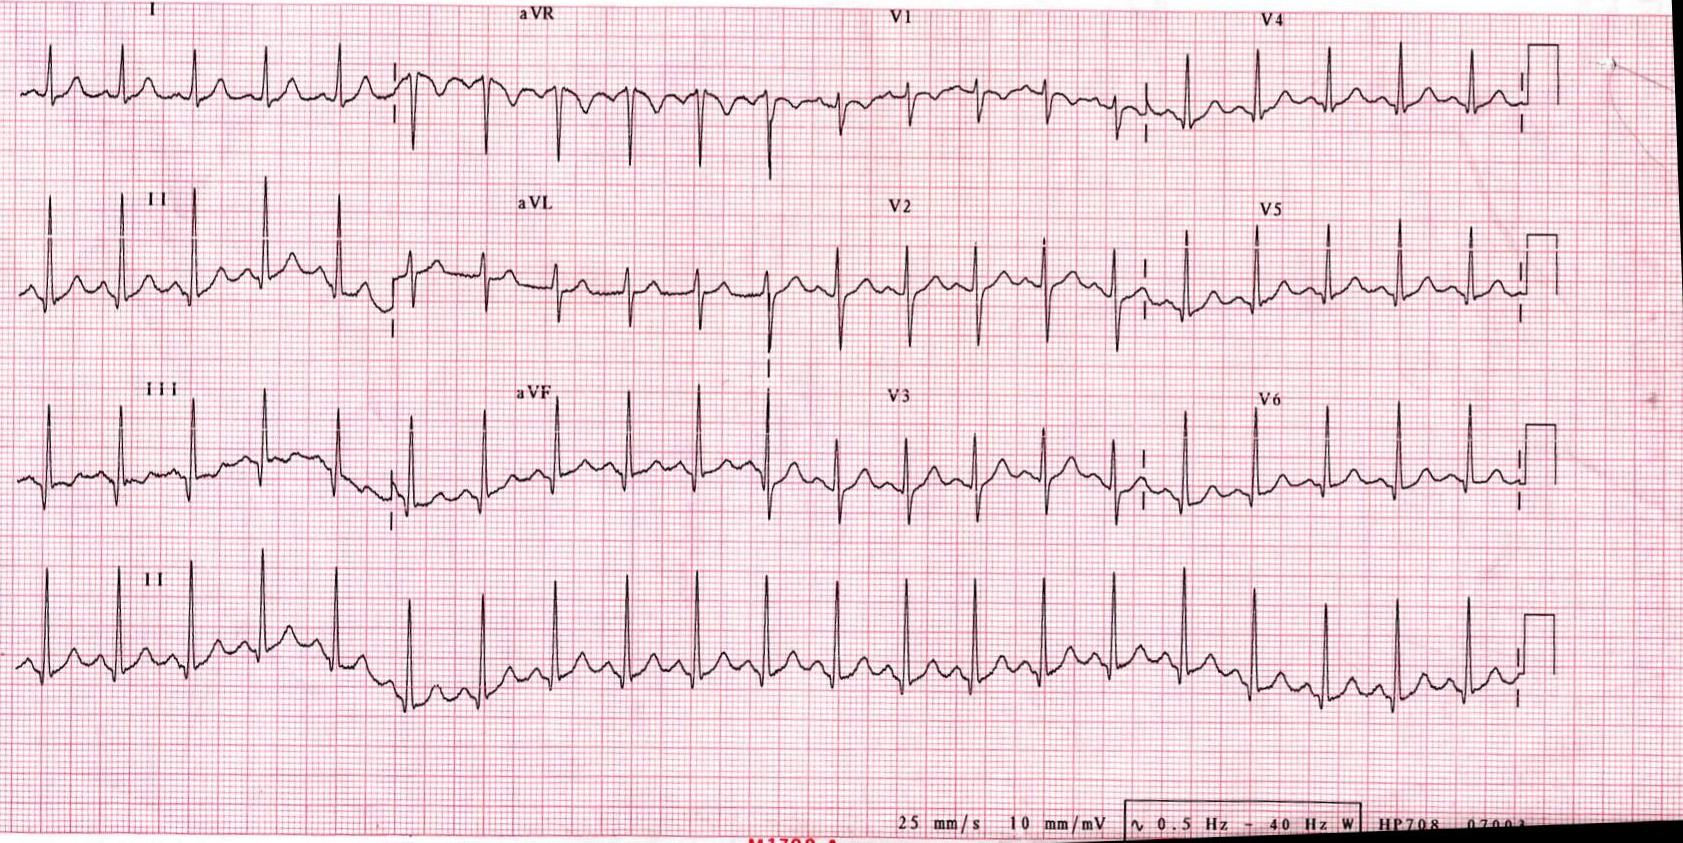 I aVR V1 V4
II aVL V2 V5
III aVF V3 V6
II
25 mm/s 10 mm/mV ∿ 0.5 Hz - 40 Hz W HP708